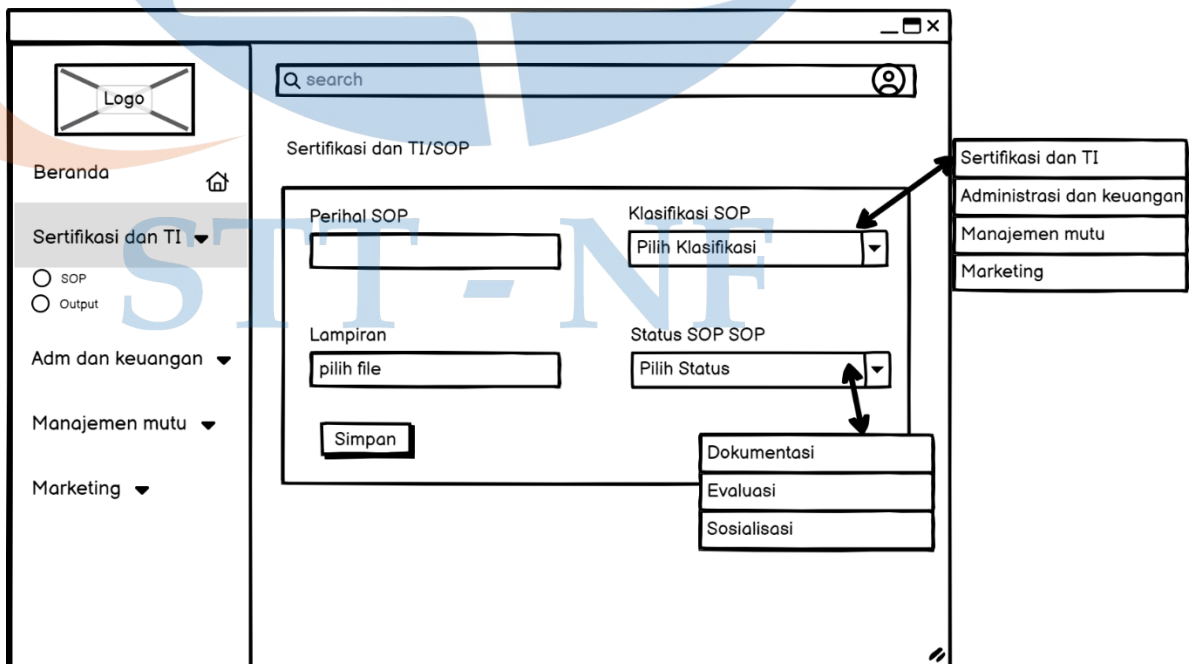 Logo
search
Beranda
Sertifikasi dan TI
SOP
Output
Adm dan keuangan
Manajemen mutu
Marketing
Sertifikasi dan TI/SOP
Perihal SOP
Klasifikasi SOP
Pilih Klasifikasi
Lampiran
pilih file
Status SOP SOP
Pilih Status
Simpan
Sertifikasi dan TI
Administrasi dan keuangan
Manajemen mutu
Marketing
Dokumentasi
Evaluasi
Sosialisasi
STT - NF